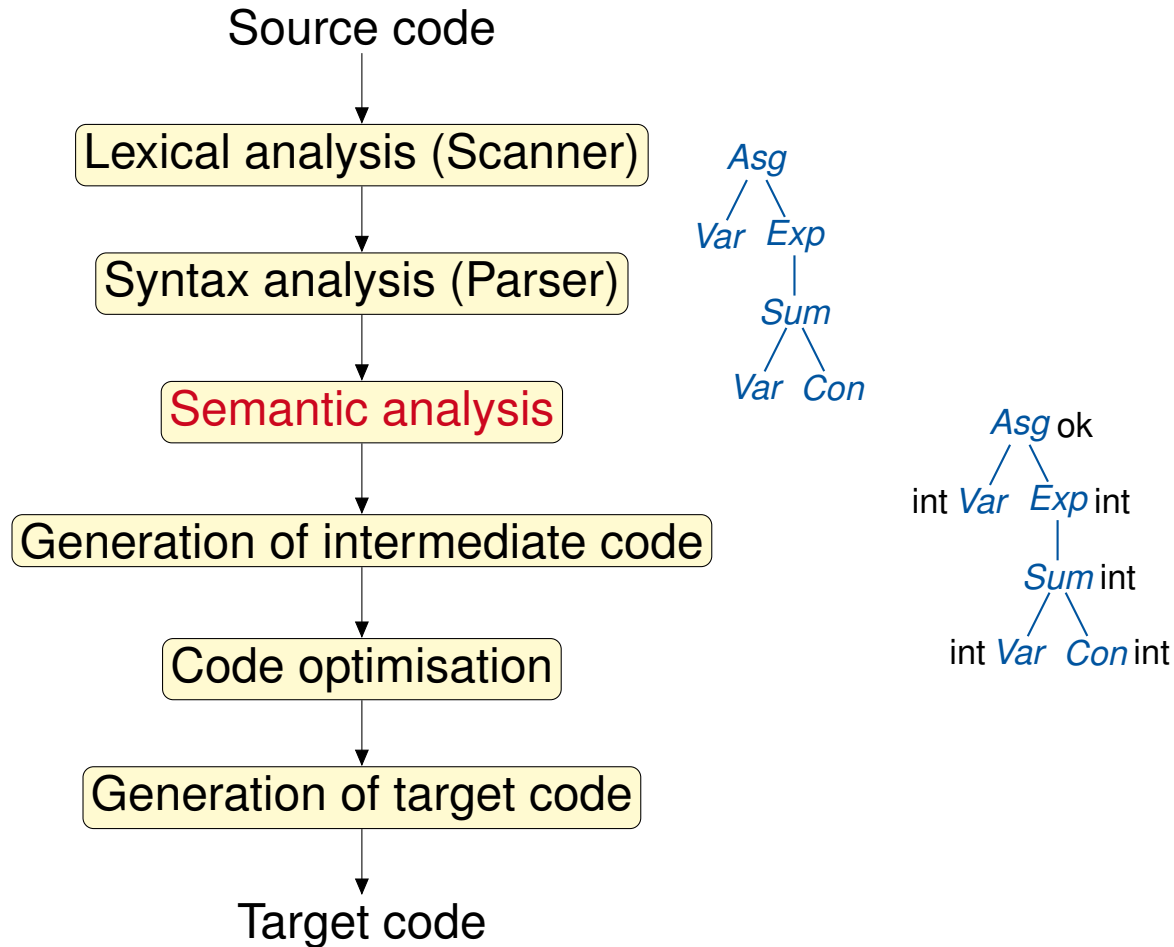 Source code
Lexical analysis (Scanner)
Syntax analysis (Parser)
Semantic analysis
Generation of intermediate code
Code optimisation
Generation of target code
Target code
Asg
Var Exp
Sum
Var Con
Asg ok
int Var Exp int
Sum int
int Var Con int